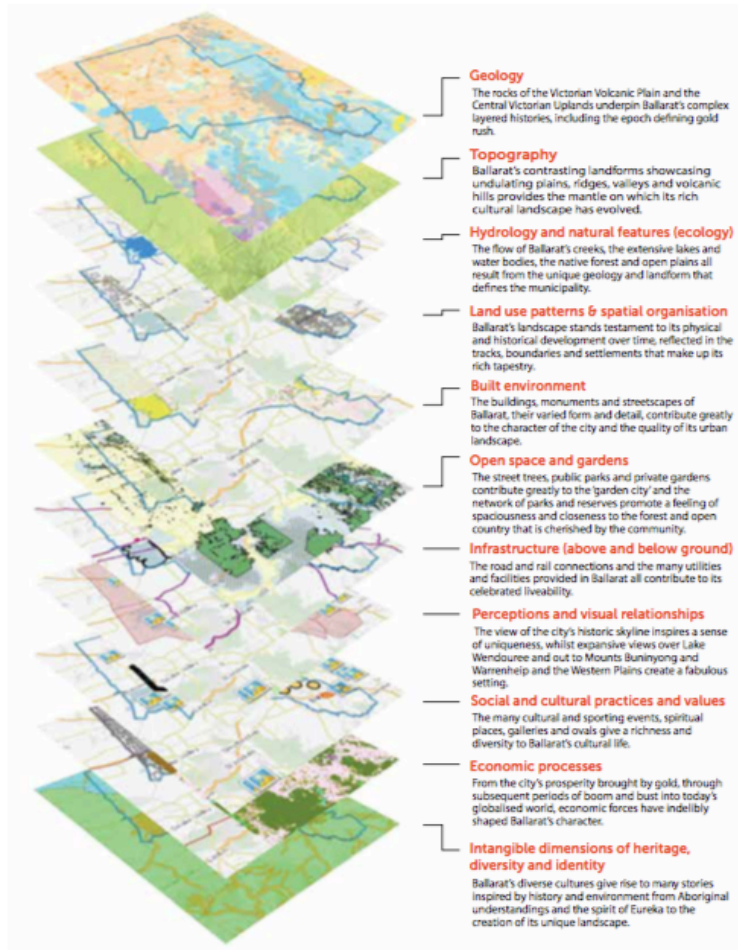 Geology
The rocks of the Victorian Volcanic Plain and the
Central Victorian Uplands underpin Ballarat's complex
layered histories, including the epoch defining gold
rush.
Topography
Ballarat's contrasting landforms showcasing
undulating plains, ridges, valleys and volcanic
hills provides the mantle on which its rich
cultural landscape has evolved.
Hydrology and natural features (ecology)
The flow of Ballarat's creeks, the extensive lakes and
water bodies, the native forest and open plains all
result from the unique geology and landform that
defines the municipality.
Land use patterns & spatial organisation
Ballarat's landscape stands testament to its physical
and historical development over time, reflected in the
tracks, boundaries and settlements that make up its
rich tapestry.
Built environment
The buildings, monuments and streetscapes of
Ballarat, their varied form and detail, contribute greatly
to the character of the city and the quality of its urban
landscape.
Open space and gardens
The street trees, public parks and private gardens
contribute greatly to the 'garden city' and the
network of parks and reserves promote a feeling of
spaciousness and closeness to the forest and open
country that is cherished by the community.
Infrastructure (above and below ground)
The road and rail connections and the many utilities
and facilities provided in Ballarat all contribute to its
celebrated liveability.
Perceptions and visual relationships
The view of the city's historic skyline inspires a sense
of uniqueness, whilst expansive views over Lake
Wendouree and out to Mounts Buninyong and
Warrenheip and the Western Plains create a fabulous
setting.
Social and cultural practices and values
The many cultural and sporting events, spiritual
places, galleries and ovals give a richness and
diversity to Ballarat's cultural life.
Economic processes
From the city's prosperity brought by gold, through
subsequent periods of boom and bust into today's
globalised world, economic forces have indelibly
shaped Ballarat's character.
Intangible dimensions of heritage,
diversity and identity
Ballarat's diverse cultures give rise to many stories
inspired by history and environment from Aboriginal
understandings and the spirit of Eureka to the
creation of its unique landscape.